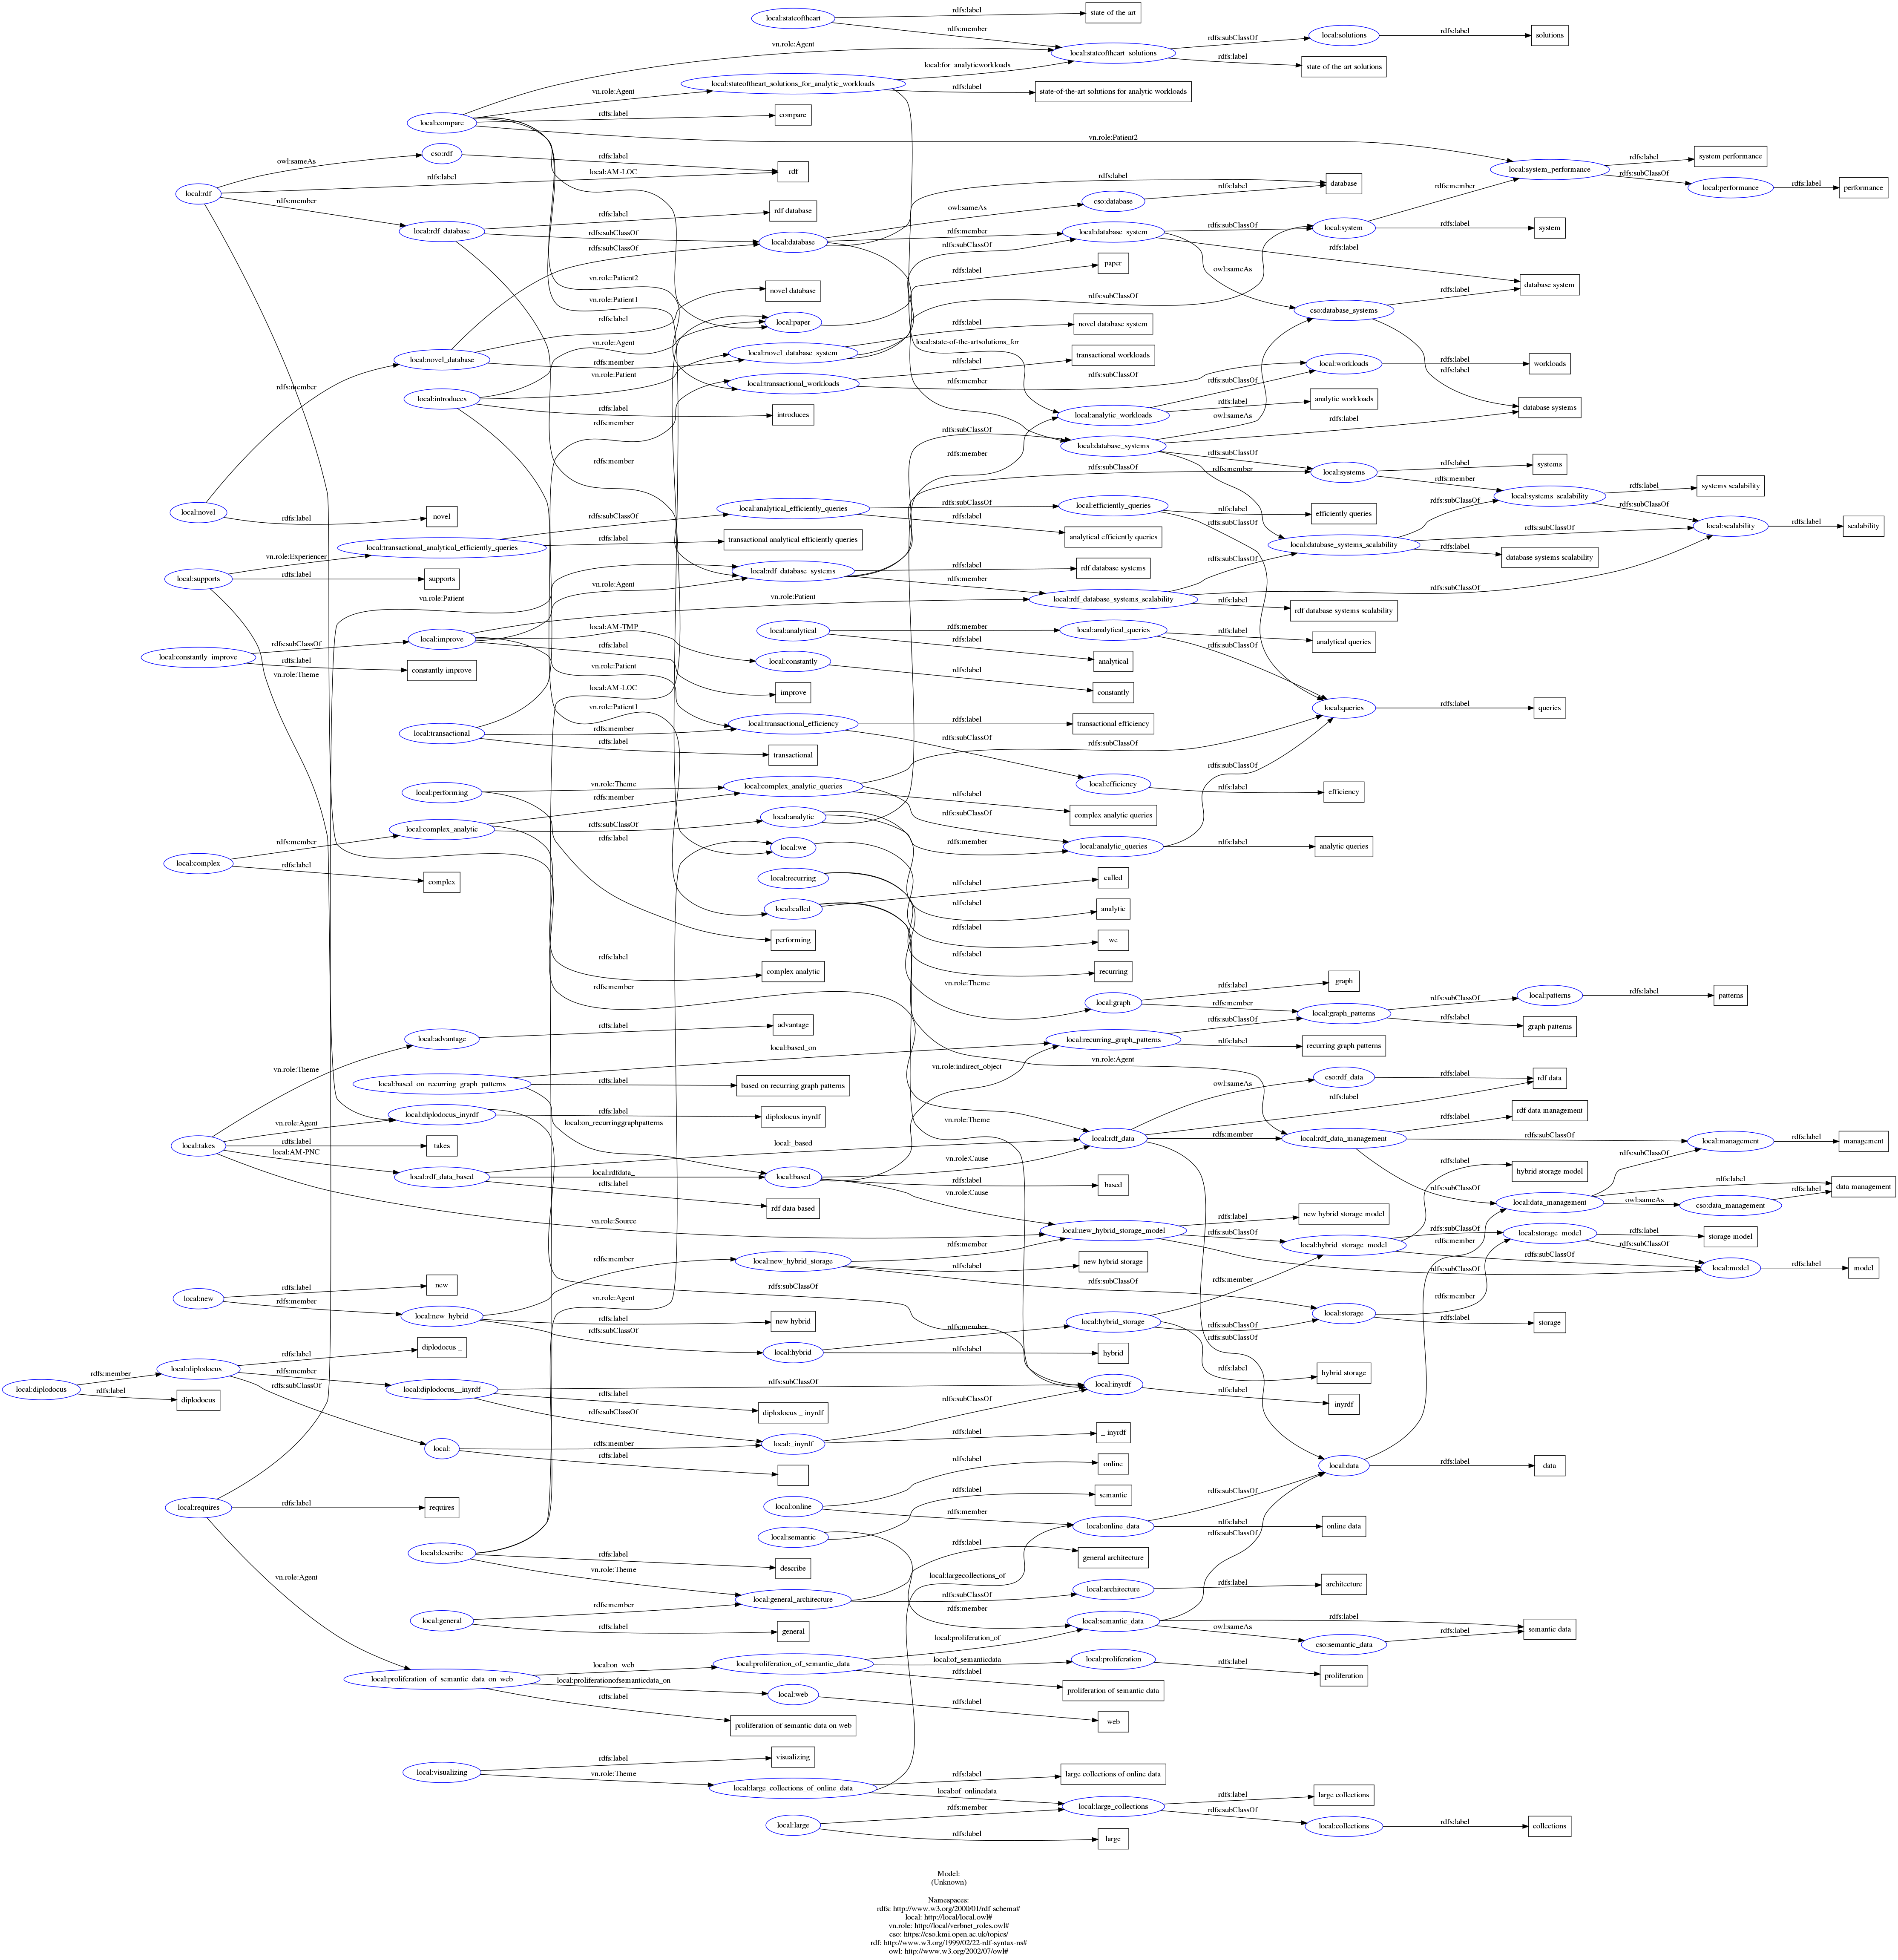 local:stateoftheart
rdfs:label
state-of-the-art
rdfs:member
vn.role:Agent
local:stateoftheart_solutions
rdfs:subClassOf
local:solutions
rdfs:label
solutions
rdfs:label
state-of-the-art solutions
local:for_analyticworkloads
local:stateoftheart_solutions_for_analytic_workloads
vn.role:Agent
rdfs:label
state-of-the-art solutions for analytic workloads
local:compare
rdfs:label
compare
vn.role:Patient2
cso:rdf
owl:sameAs
rdfs:label
rdf
local:AM-LOC
local:rdf
rdfs:label
rdfs:member
local:system_performance
rdfs:label
system performance
rdfs:subClassOf
local:performance
rdfs:label
performance
rdfs:member
rdfs:label
database
cso:database
rdfs:label
owl:sameAs
local:rdf_database
rdfs:label
rdf database
rdfs:subClassOf
local:database
rdfs:subClassOf
rdfs:member
local:database_system
rdfs:subClassOf
local:system
rdfs:label
system
rdfs:subClassOf
rdfs:label
database system
owl:sameAs
rdfs:label
paper
vn.role:Patient2
novel database
vn.role:Patient1
rdfs:label
rdfs:subClassOf
cso:database_systems
rdfs:label
local:paper
rdfs:label
novel database system
local:novel_database
vn.role:Agent
local:novel_database_system
local:state-of-the-artsolutions_for
rdfs:member
vn.role:Patient
rdfs:label
transactional workloads
local:workloads
rdfs:label
workloads
rdfs:label
rdfs:member
local:transactional_workloads
rdfs:member
rdfs:subClassOf
rdfs:subClassOf
local:introduces
rdfs:label
introduces
rdfs:member
local:analytic_workloads
rdfs:label
analytic workloads
database systems
owl:sameAs
rdfs:label
rdfs:subClassOf
local:database_systems
rdfs:subClassOf
rdfs:member
rdfs:member
rdfs:member
rdfs:subClassOf
local:systems
rdfs:label
systems
rdfs:member
rdfs:label
systems scalability
local:systems_scalability
rdfs:subClassOf
rdfs:subClassOf
local:novel
rdfs:label
novel
local:analytical_efficiently_queries
rdfs:subClassOf
local:efficiently_queries
rdfs:label
efficiently queries
rdfs:subClassOf
rdfs:label
analytical efficiently queries
rdfs:subClassOf
local:scalability
rdfs:label
scalability
rdfs:subClassOf
local:transactional_analytical_efficiently_queries
rdfs:label
transactional analytical efficiently queries
local:database_systems_scalability
rdfs:label
database systems scalability
vn.role:Experiencer
local:supports
rdfs:label
supports
local:rdf_database_systems
rdfs:label
rdf database systems
rdfs:subClassOf
rdfs:subClassOf
vn.role:Agent
rdfs:member
vn.role:Patient
vn.role:Patient
local:rdf_database_systems_scalability
rdfs:label
rdf database systems scalability
local:improve
local:AM-TMP
local:analytical
rdfs:member
local:analytical_queries
rdfs:label
analytical queries
rdfs:subClassOf
rdfs:label
analytical
local:constantly_improve
rdfs:subClassOf
rdfs:label
constantly improve
rdfs:label
local:constantly
rdfs:label
constantly
vn.role:Theme
vn.role:Patient
improve
local:AM-LOC
vn.role:Patient1
local:queries
rdfs:label
queries
local:transactional
rdfs:member
local:transactional_efficiency
rdfs:label
transactional efficiency
rdfs:label
transactional
rdfs:subClassOf
rdfs:subClassOf
rdfs:subClassOf
local:performing
vn.role:Theme
local:complex_analytic_queries
local:efficiency
rdfs:label
efficiency
rdfs:member
rdfs:label
complex analytic queries
local:complex_analytic
rdfs:subClassOf
local:analytic
rdfs:subClassOf
rdfs:member
rdfs:label
local:we
rdfs:member
local:analytic_queries
rdfs:label
analytic queries
local:complex
rdfs:label
complex
local:recurring
rdfs:label
called
local:called
rdfs:label
analytic
rdfs:label
we
performing
rdfs:label
recurring
rdfs:label
complex analytic
vn.role:Theme
rdfs:member
local:graph
rdfs:label
graph
rdfs:member
local:graph_patterns
rdfs:subClassOf
local:patterns
rdfs:label
patterns
rdfs:label
graph patterns
local:advantage
rdfs:label
advantage
local:based_on
local:recurring_graph_patterns
rdfs:subClassOf
rdfs:label
recurring graph patterns
vn.role:Agent
vn.role:Theme
local:based_on_recurring_graph_patterns
rdfs:label
based on recurring graph patterns
vn.role:indirect_object
cso:rdf_data
rdfs:label
rdf data
owl:sameAs
rdfs:label
local:diplodocus_inyrdf
rdfs:label
diplodocus inyrdf
local:on_recurringgraphpatterns
vn.role:Theme
rdfs:label
rdf data management
vn.role:Agent
local:takes
rdfs:label
takes
local:_based
local:rdf_data
rdfs:member
local:rdf_data_management
rdfs:subClassOf
local:management
rdfs:label
management
local:AM-PNC
local:rdf_data_based
local:rdfdata_
rdfs:label
rdf data based
local:based
vn.role:Cause
rdfs:label
based
vn.role:Cause
rdfs:label
hybrid storage model
rdfs:subClassOf
rdfs:subClassOf
local:data_management
rdfs:label
data management
owl:sameAs
cso:data_management
rdfs:label
vn.role:Source
local:new_hybrid_storage_model
rdfs:label
new hybrid storage model
rdfs:subClassOf
local:hybrid_storage_model
rdfs:subClassOf
rdfs:member
local:storage_model
rdfs:label
storage model
rdfs:subClassOf
rdfs:subClassOf
rdfs:subClassOf
local:model
rdfs:label
model
rdfs:member
local:new_hybrid_storage
rdfs:member
rdfs:label
new hybrid storage
rdfs:subClassOf
rdfs:member
rdfs:subClassOf
rdfs:member
local:new
rdfs:label
new
rdfs:member
local:new_hybrid
rdfs:label
new hybrid
vn.role:Agent
rdfs:subClassOf
local:hybrid_storage
rdfs:subClassOf
local:storage
rdfs:label
storage
rdfs:member
local:hybrid
rdfs:label
hybrid
rdfs:subClassOf
rdfs:label
hybrid storage
local:diplodocus
rdfs:member
rdfs:label
diplodocus
local:diplodocus_
rdfs:label
diplodocus _
rdfs:member
rdfs:subClassOf
local:diplodocus__inyrdf
rdfs:subClassOf
rdfs:label
diplodocus _ inyrdf
rdfs:subClassOf
local:inyrdf
rdfs:label
inyrdf
rdfs:subClassOf
local:
rdfs:member
local:_inyrdf
rdfs:label
_ inyrdf
rdfs:label
_
local:data
rdfs:label
data
local:requires
rdfs:label
requires
local:online
rdfs:label
online
rdfs:member
rdfs:subClassOf
local:semantic
rdfs:label
semantic
local:online_data
rdfs:label
online data
rdfs:subClassOf
local:describe
rdfs:label
describe
vn.role:Theme
rdfs:label
general architecture
vn.role:Agent
local:largecollections_of
local:general_architecture
rdfs:subClassOf
local:architecture
rdfs:label
architecture
rdfs:member
local:general
rdfs:member
rdfs:label
general
local:semantic_data
rdfs:label
semantic data
owl:sameAs
cso:semantic_data
rdfs:label
local:proliferation_of
local:proliferation_of_semantic_data_on_web
local:on_web
local:proliferation_of_semantic_data
local:of_semanticdata
local:proliferation
rdfs:label
proliferation
local:proliferationofsemanticdata_on
local:web
rdfs:label
proliferation of semantic data
rdfs:label
web
rdfs:label
proliferation of semantic data on web
local:visualizing
rdfs:label
visualizing
vn.role:Theme
local:large_collections_of_online_data
rdfs:label
large collections of online data
local:of_onlinedata
local:large_collections
rdfs:label
large collections
rdfs:subClassOf
local:collections
rdfs:label
collections
local:large
rdfs:member
rdfs:label
large
Model:
(Unknown)
Namespaces:
rdfs: http://www.w3.org/2000/01/rdf-schema#
local: http://local/local.owl#
vn.role: http://local/verbnet_roles.owl#
cso: https://cso.kmi.open.ac.uk/topics/
rdf: http://www.w3.org/1999/02/22-rdf-syntax-ns#
owl: http://www.w3.org/2002/07/owl#